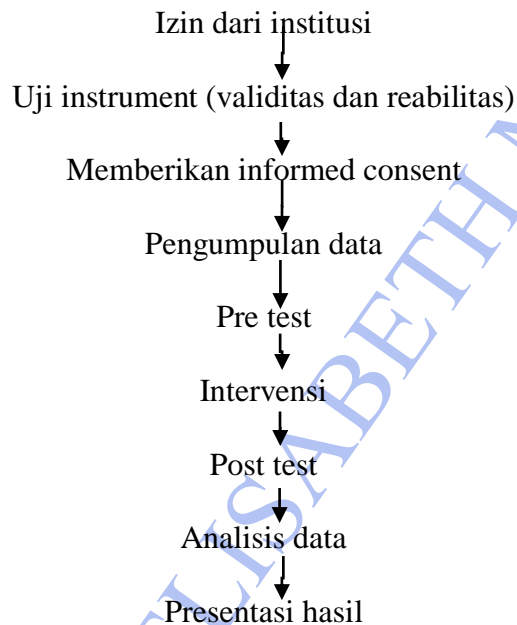 Izin dari institusi
Uji instrument (validitas dan reabilitas)
Memberikan informed consent
Pengumpulan data
Pre test
Intervensi
Post test
Analisis data
Presentasi hasil
ELISABETH M